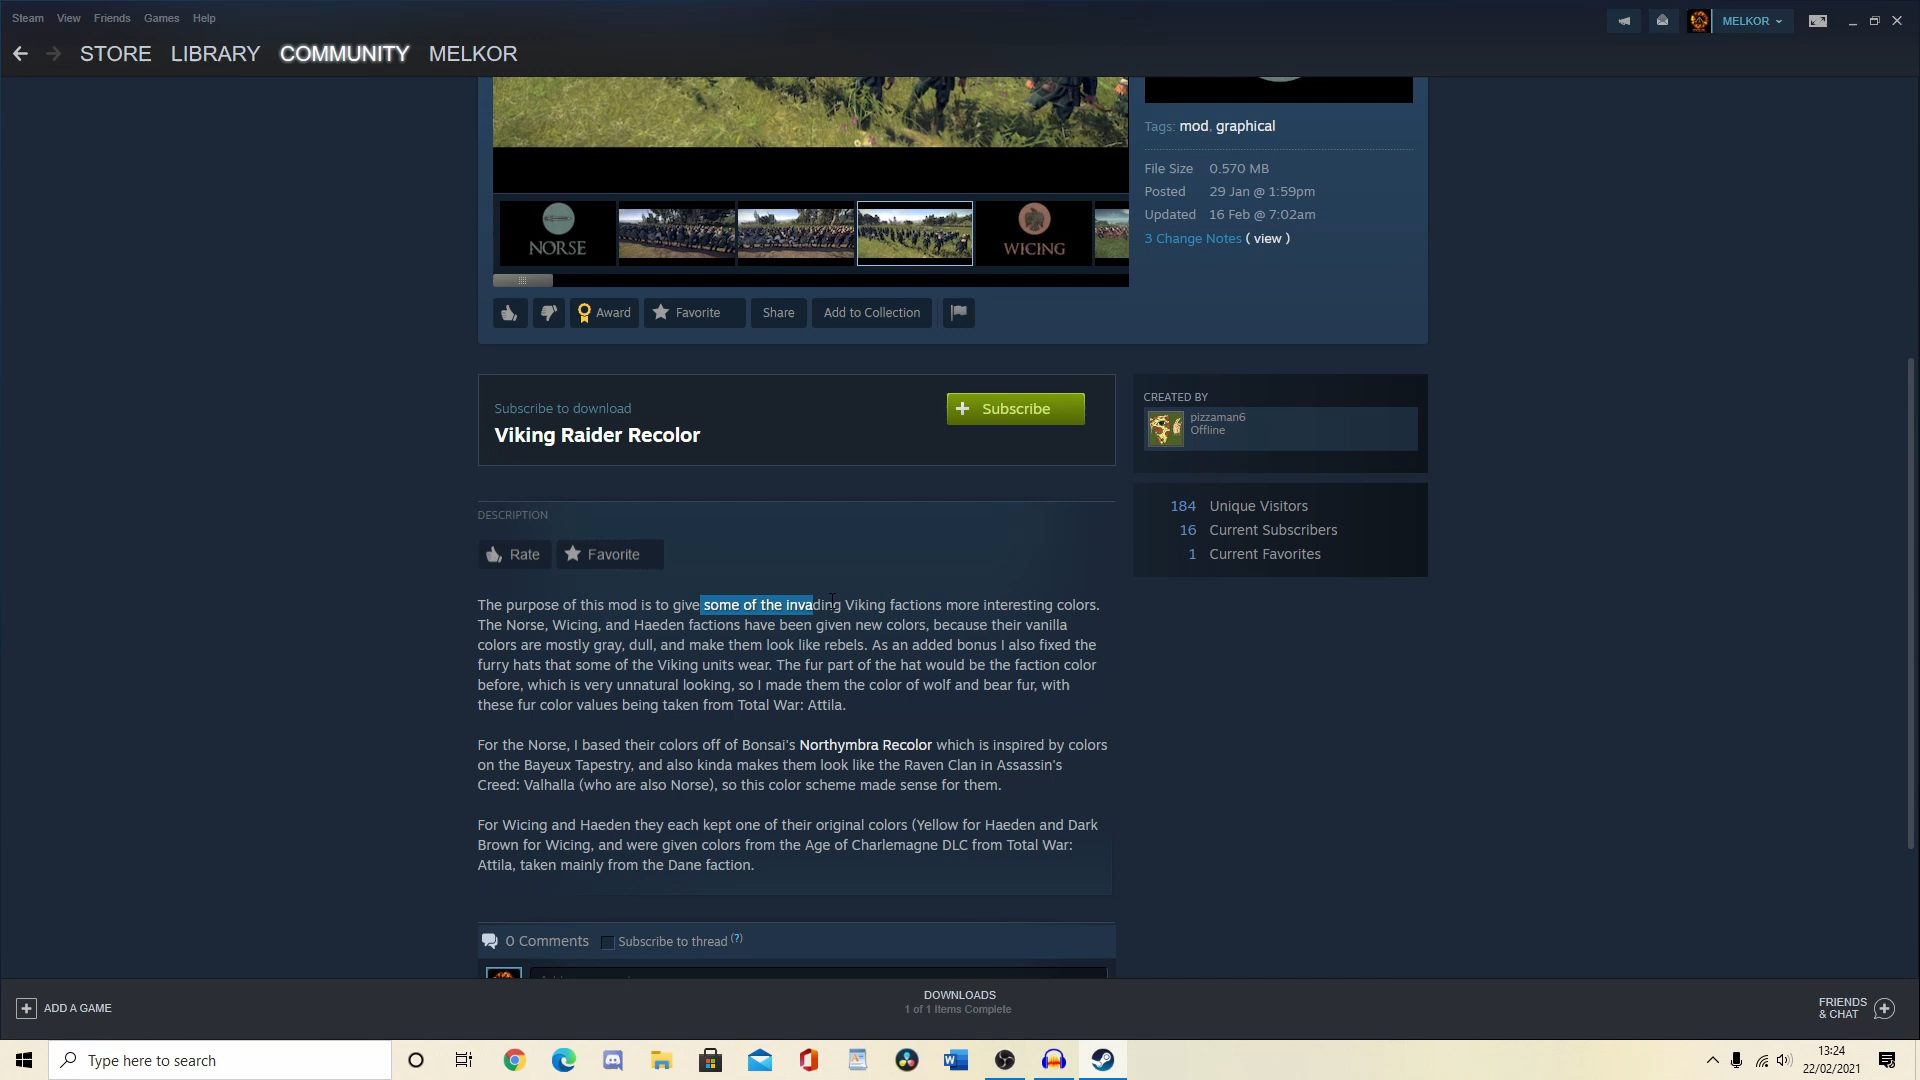 Steam View Friends Games Help
MELKOR
STORE LIBRARY COMMUNITY MELKOR
Tags: mod, graphical
File Size 0.570 MB
Posted 29 Jan @ 1:59pm
Updated 16 Feb @ 7:02am
3 Change Notes ( view )
NORSE
WICING
Award
Favorite
Share
Add to Collection
Subscribe to download
Viking Raider Recolor
Subscribe
CREATED BY
pizzaman6
Offline
184 Unique Visitors
16 Current Subscribers
1 Current Favorites
DESCRIPTION
Rate Favorite
The purpose of this mod is to give some of the invading Viking factions more interesting colors.
The Norse, Wicing, and Haeden factions have been given new colors, because their vanilla
colors are mostly gray, dull, and make them look like rebels. As an added bonus I also fixed the
furry hats that some of the Viking units wear. The fur part of the hat would be the faction color
before, which is very unnatural looking, so I made them the color of wolf and bear fur, with
these fur color values being taken from Total War: Attila.
For the Norse, I based their colors off of Bonsai's Northymbra Recolor which is inspired by colors
on the Bayeux Tapestry, and also kinda makes them look like the Raven Clan in Assassin's
Creed: Valhalla (who are also Norse), so this color scheme made sense for them.
For Wicing and Haeden they each kept one of their original colors (Yellow for Haeden and Dark
Brown for Wicing, and were given colors from the Age of Charlemagne DLC from Total War:
Attila, taken mainly from the Dane faction.
0 Comments Subscribe to thread (?)
ADD A GAME
DOWNLOADS
1 of 1 Items Complete
FRIENDS
& CHAT
Type here to search
13:24
22/02/2021